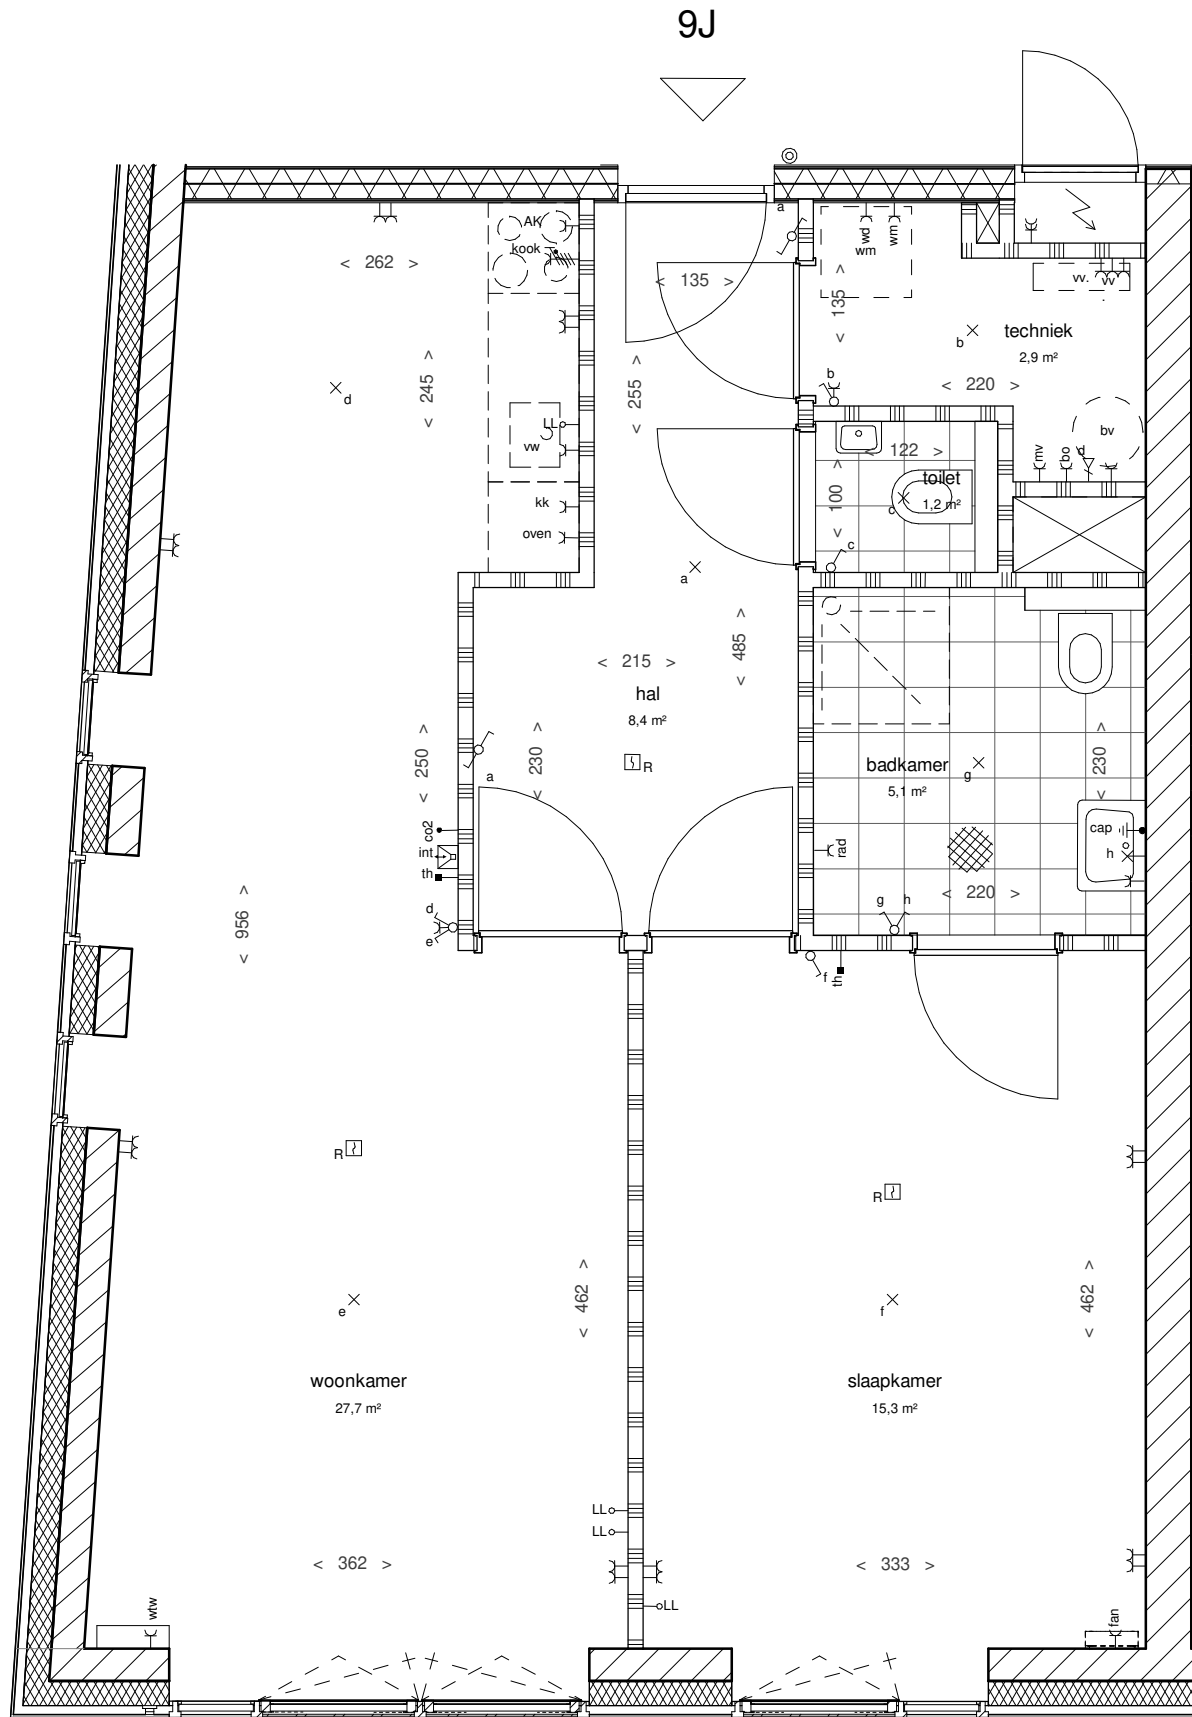 9J
a
AK
kook
wd
wm
wm
< 262 >
< 135 >
< 135 >
vv.
vv
techniek
2,9 m²
b
d
< 245 >
< 255 >
b
< 220 >
LL
vw
< 122 >
toilet
1,2 m²
< 100 >
c
mv
bo
d
bv
kk
oven
c
a
< 485 >
< 215 >
hal
8,4 m²
< 250 >
< 230 >
a
R
badkamer
5,1 m²
g
< 230 >
co2
int
th
rad
cap
h
< 220 >
< 956 >
d
e
g
h
f
th
R
R
< 462 >
< 462 >
e
f
woonkamer
27,7 m²
slaapkamer
15,3 m²
LL
LL
< 362 >
< 333 >
LL
wtw
fan